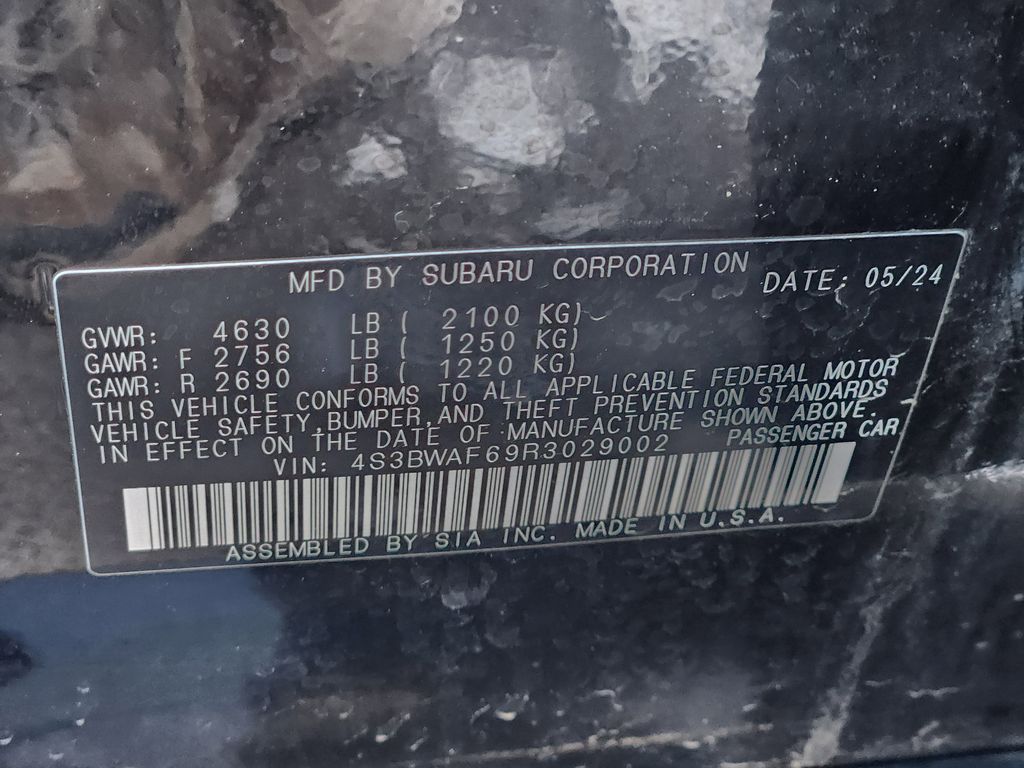 MFD BY SUBARU CORPORATION DATE: 05/24
GVWR: 4630 LB ( 2100 KG)
GAWR: F 2756 LB ( 1250 KG)
GAWR: R 2690 LB ( 1220 KG)
THIS VEHICLE CONFORMS TO ALL APPLICABLE FEDERAL MOTOR
VEHICLE SAFETY, BUMPER, AND THEFT PREVENTION STANDARDS
IN EFFECT ON THE DATE OF MANUFACTURE SHOWN ABOVE.
VIN: 4S3BWAF69R3029002 PASSENGER CAR
ASSEMBLED BY SIA INC. MADE IN U.S.A.